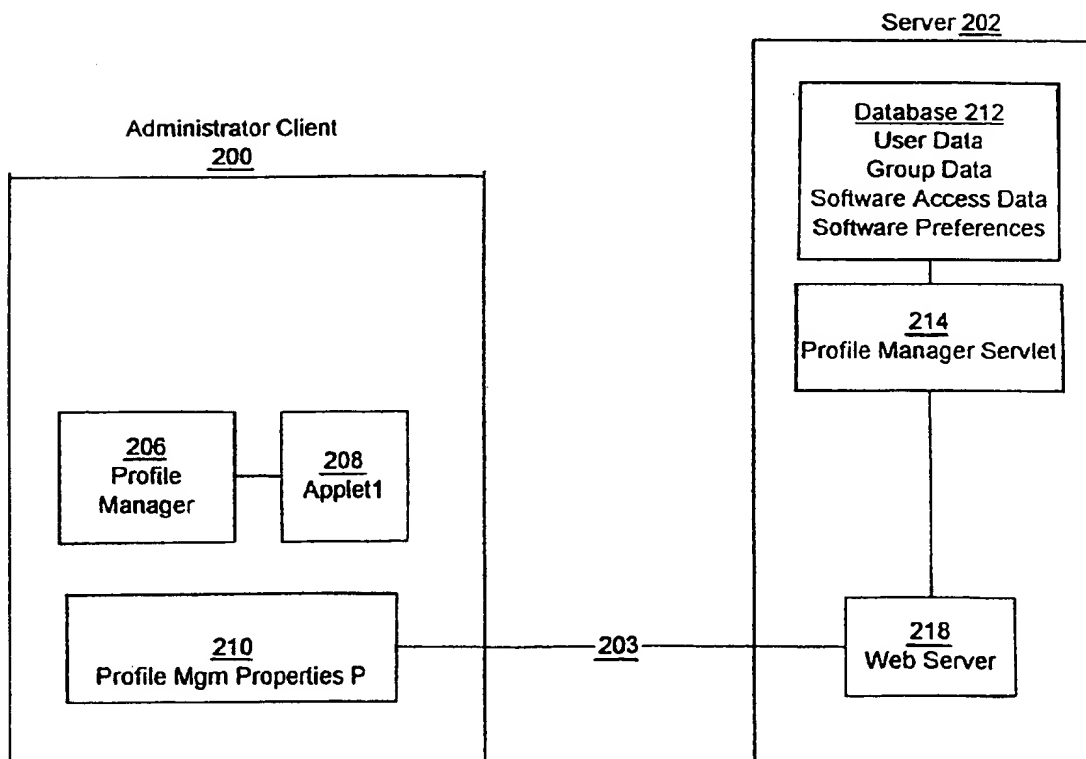 Server 202
Database 212
User Data
Group Data
Software Access Data
Software Preferences
214
Profile Manager Servlet
Administrator Client
200
206
Profile
Manager
208
Applet1
210
Profile Mgm Properties P
203
218
Web Server